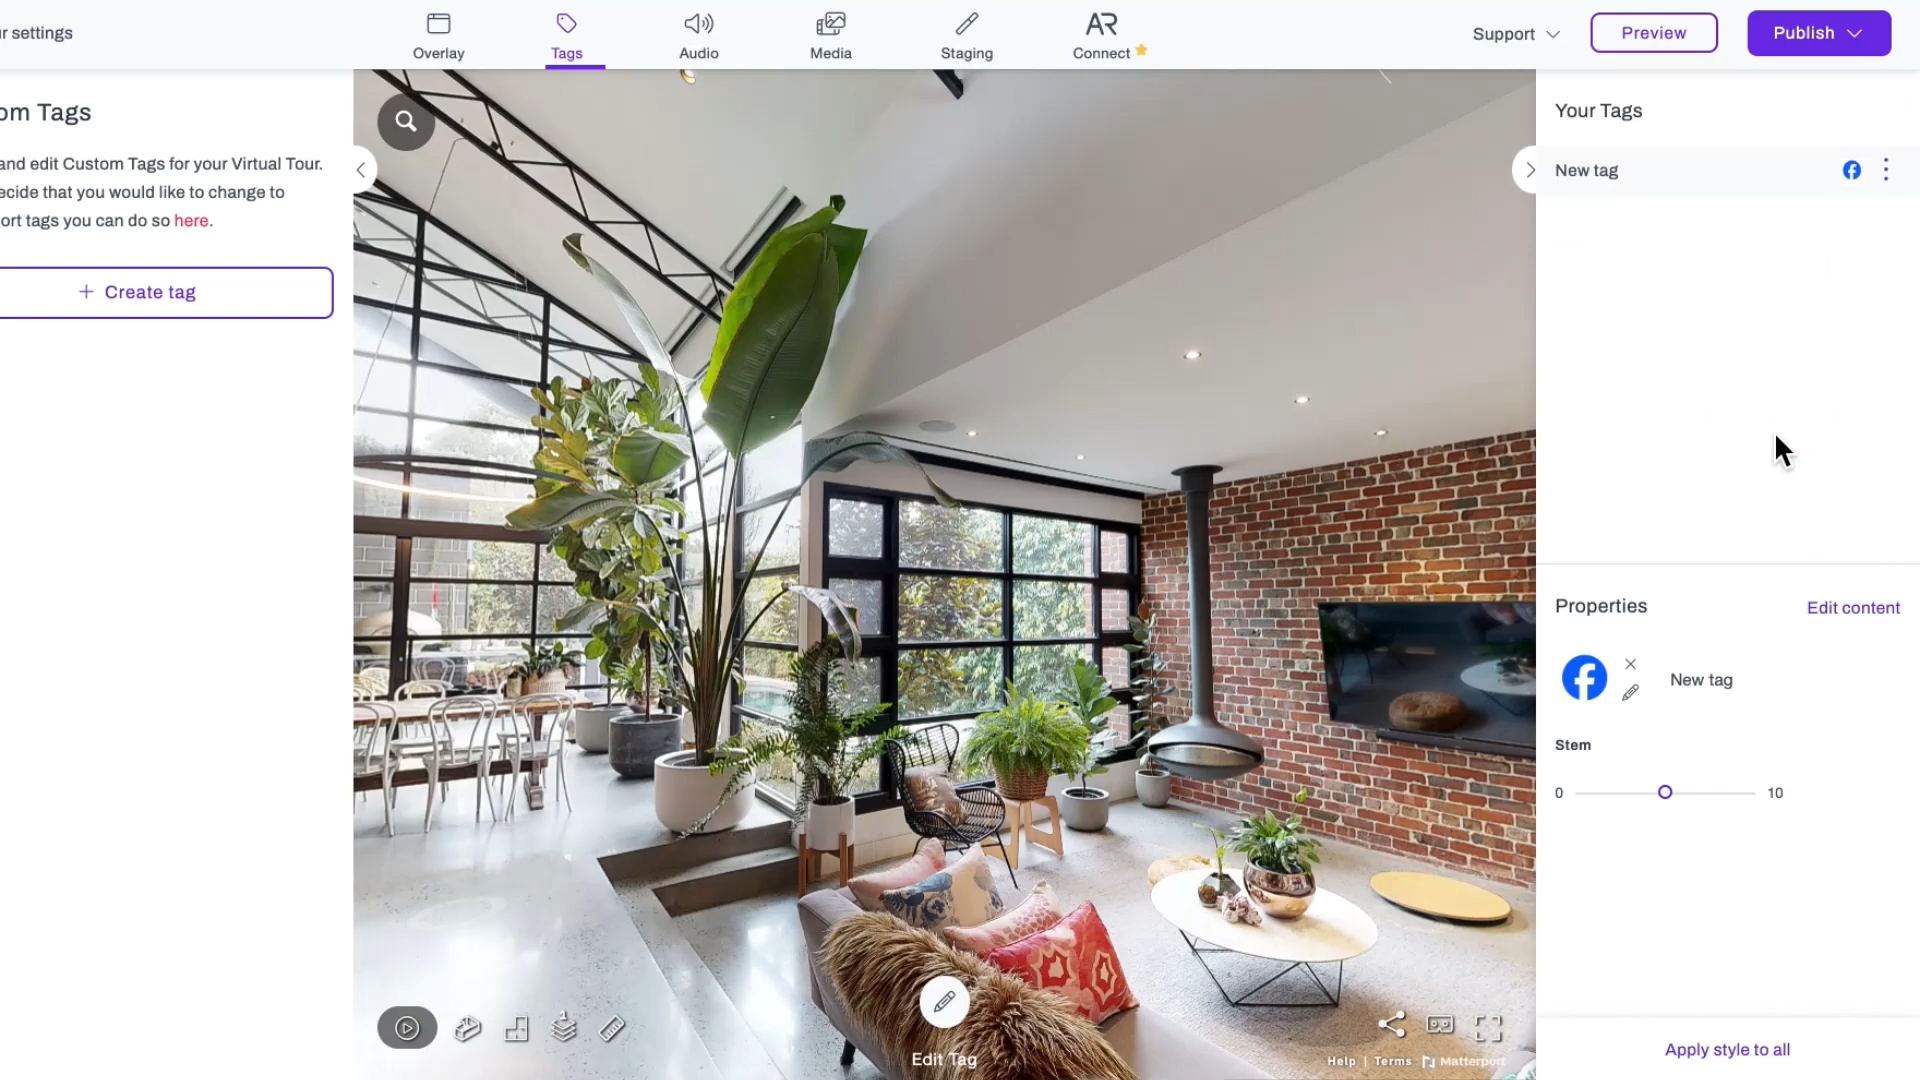 r settings
Overlay
Tags
Audio
Media
Staging
AR
Connect
Support
Preview
Publish
om Tags
and edit Custom Tags for your Virtual Tour.
ecide that you would like to change to
ort tags you can do so here.
+ Create tag
Your Tags
New tag
Properties
Edit content
New tag
Stem
0
10
1
Edit Tag
Help | Terms
Matterport
Apply style to all